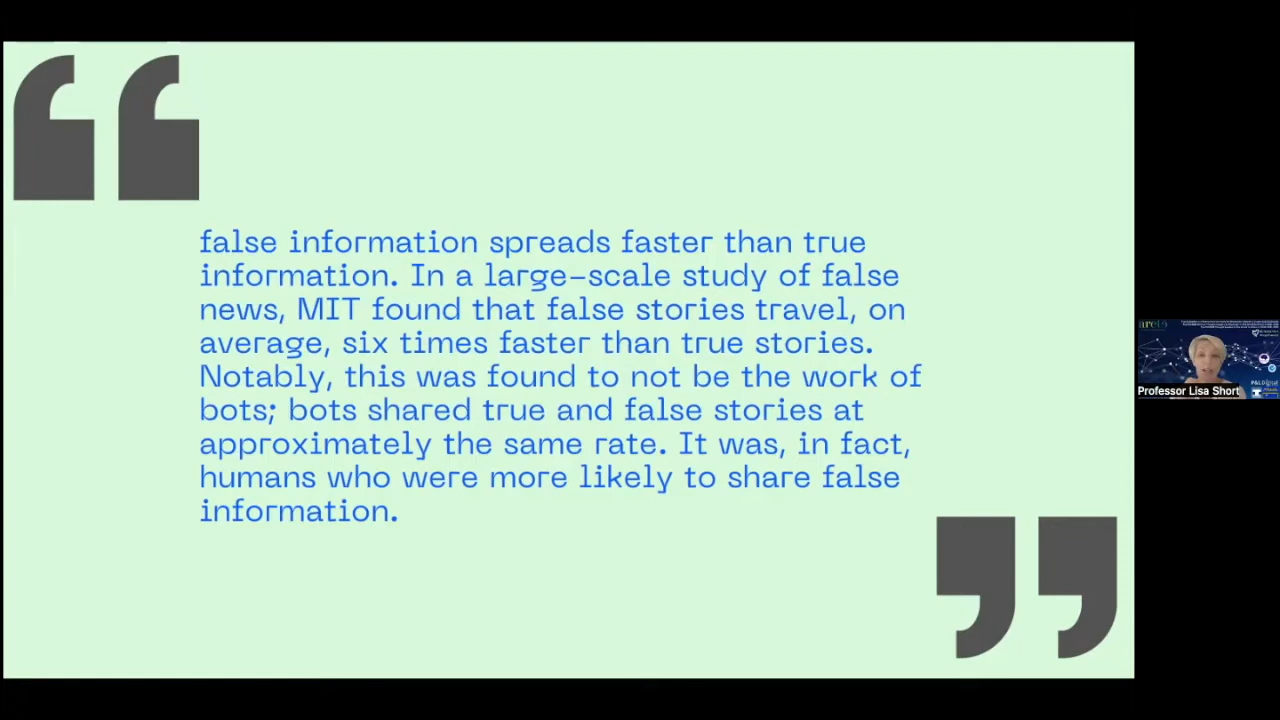 false information spreads faster than true
information. In a large-scale study of false
news, MIT found that false stories travel, on
average, six times faster than true stories.
Notably, this was found to not be the work of
bots; bots shared true and false stories at
approximately the same rate. It was, in fact,
humans who were more likely to share false
information.
Professor Lisa Short